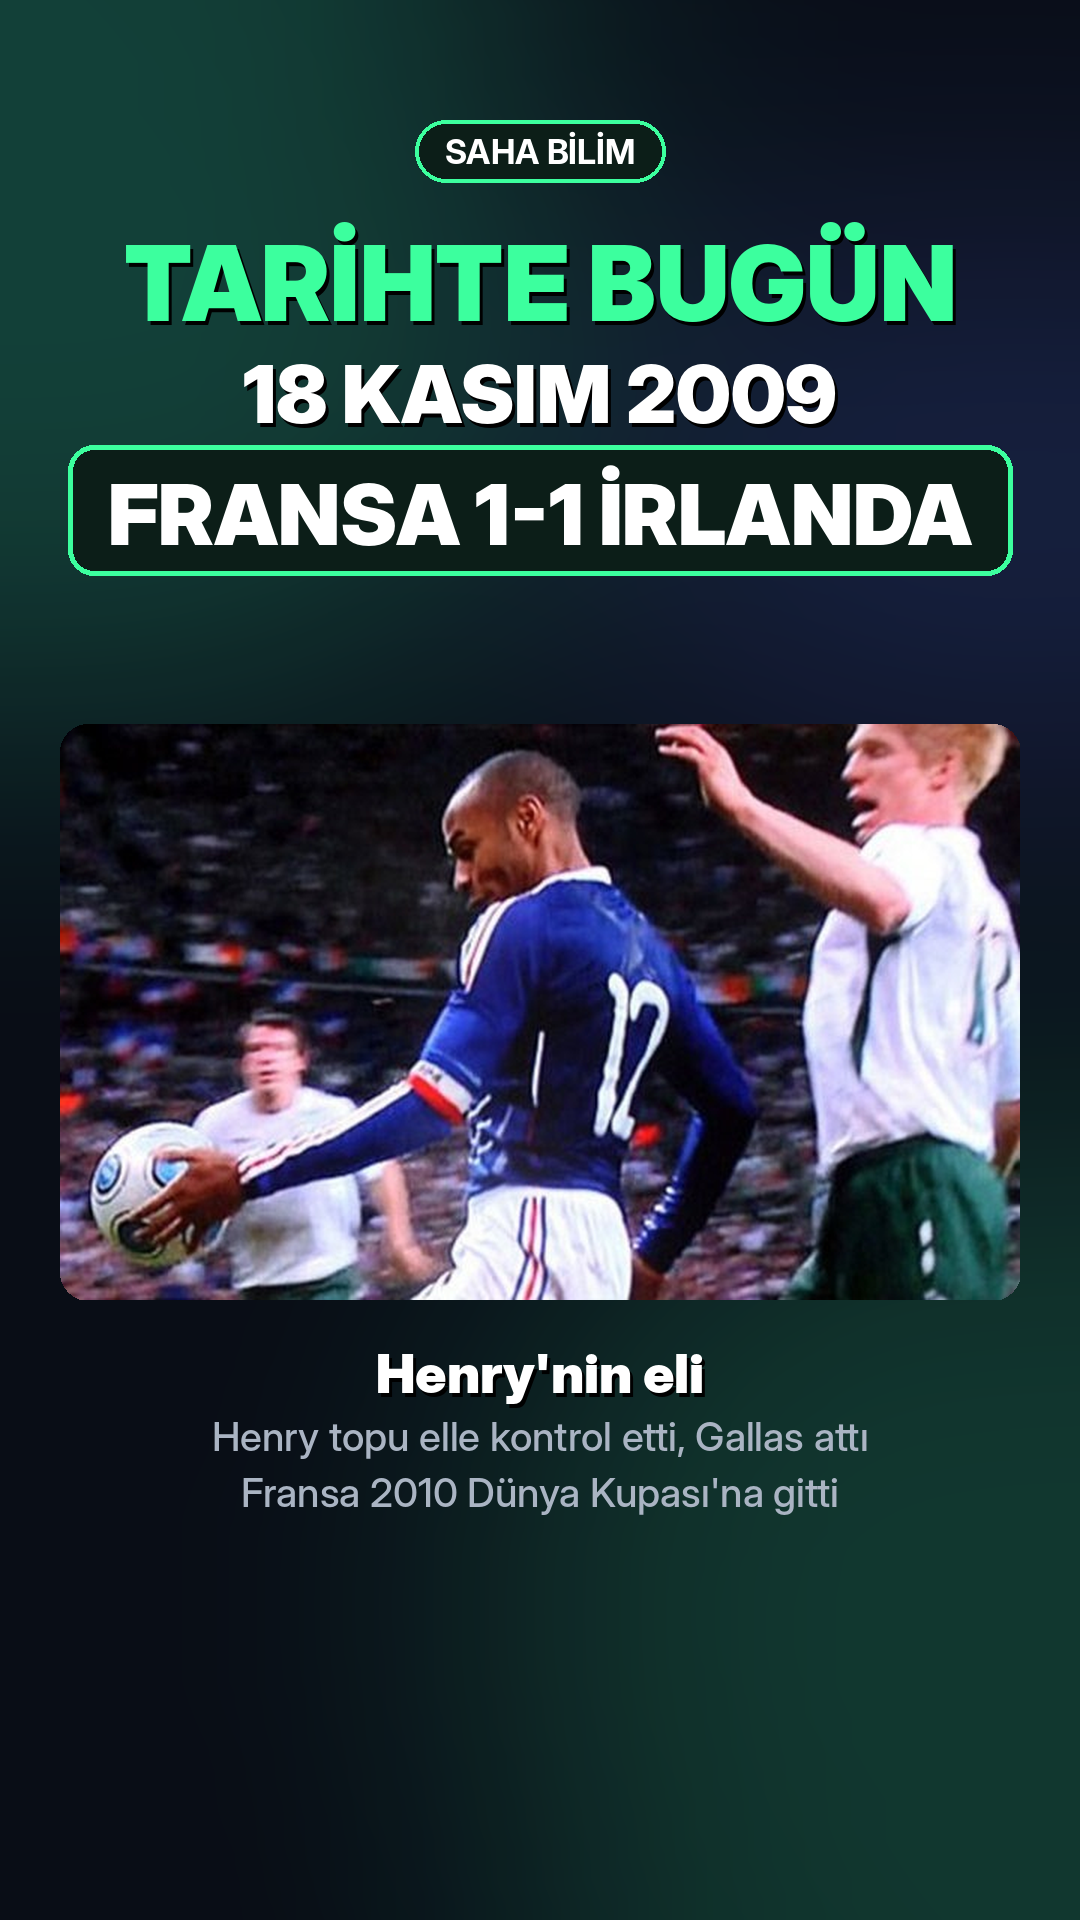 SAHA BİLİM
TARİHTE BUGÜN
18 KASIM 2009
FRANSA 1-1 İRLANDA
12
Henry'nin eli
Henry topu elle kontrol etti, Gallas attı
Fransa 2010 Dünya Kupası'na gitti